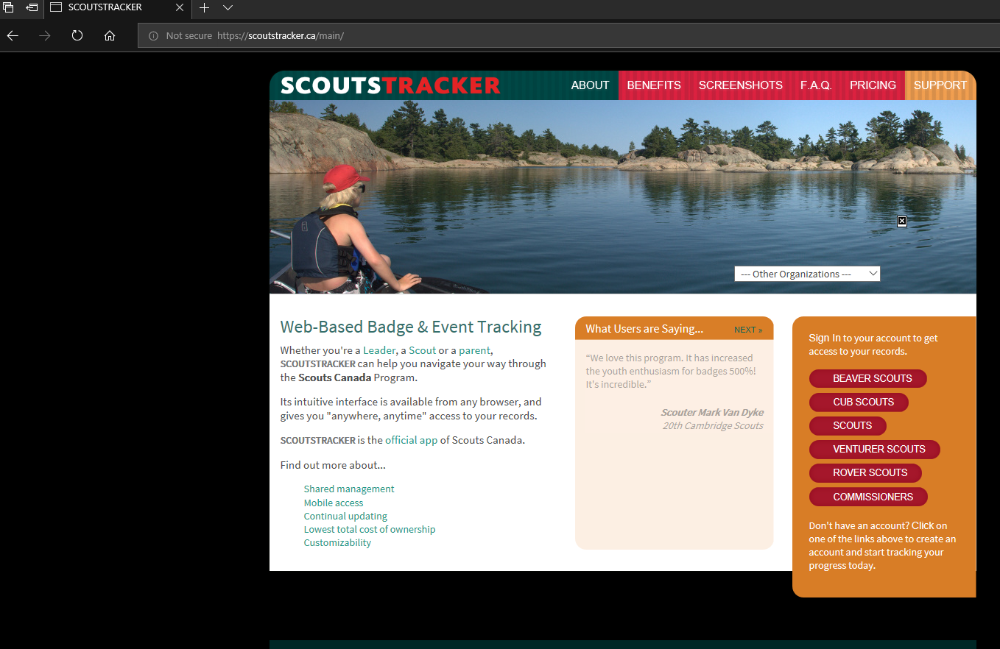 SCOUTSTRACKER
Not secure https://scoutstracker.ca/main/
SCOUTSTRACKER
ABOUT BENEFITS SCREENSHOTS F.A.Q. PRICING SUPPORT
--- Other Organizations ---
Web-Based Badge & Event Tracking
Whether you're a Leader, a Scout or a parent,
SCOUTSTRACKER can help you navigate your way through
the Scouts Canada Program.
Its intuitive interface is available from any browser, and
gives you "anywhere, anytime" access to your records.
SCOUTSTRACKER is the official app of Scouts Canada.
Find out more about...
Shared management
Mobile access
Continual updating
Lowest total cost of ownership
Customizability
What Users are Saying... NEXT »
“We love this program. It has increased
the youth enthusiasm for badges 500%!
It's incredible.”
Scouter Mark Van Dyke
20th Cambridge Scouts
Sign In to your account to get
access to your records.
BEAVER SCOUTS
CUB SCOUTS
SCOUTS
VENTURER SCOUTS
ROVER SCOUTS
COMMISSIONERS
Don't have an account? Click on
one of the links above to create an
account and start tracking your
progress today.